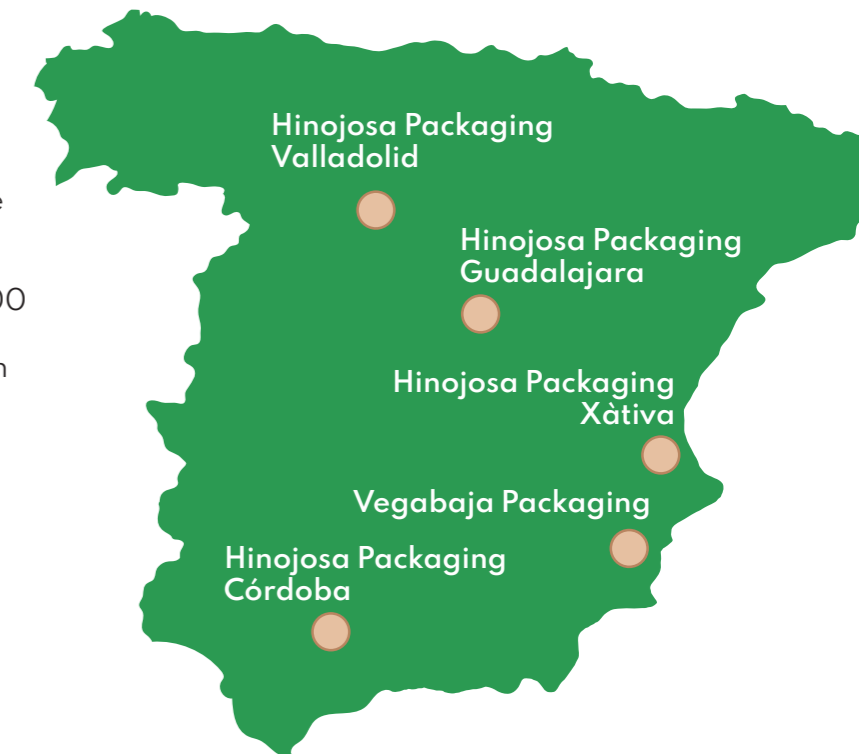 Hinojosa Packaging
Valladolid
Hinojosa Packaging
Guadalajara
Hinojosa Packaging
Xàtiva
Vegabaja Packaging
Hinojosa Packaging
Córdoba